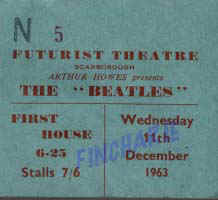 N 5
FUTURIST THEATRE
SCARBOROUGH
ARTHUR HOWES presents
THE "BEATLES"
FIRST
HOUSE
6-25
Stalls 7/6
Wednesday
11th
December
1963